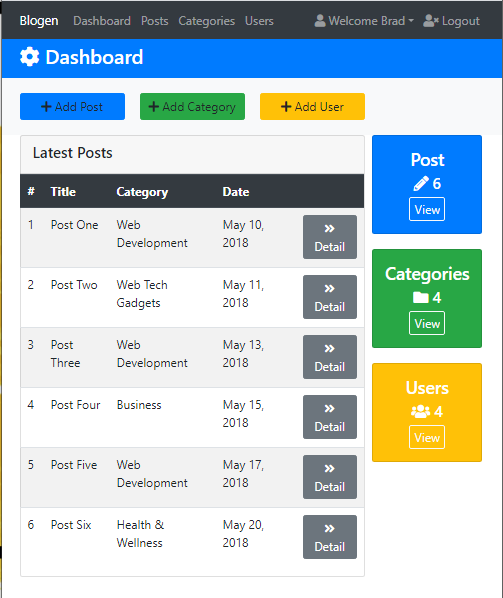 Blogen Dashboard Posts Categories Users Welcome Brad Logout
Dashboard
Add Post Add Category Add User
Latest Posts
# Title Category Date
1 Post One Web Development May 10, 2018 Detail
2 Post Two Web Tech Gadgets May 11, 2018 Detail
3 Post Three Web Development May 13, 2018 Detail
4 Post Four Business May 15, 2018 Detail
5 Post Five Web Development May 17, 2018 Detail
6 Post Six Health & Wellness May 20, 2018 Detail
Post
6
View
Categories
4
View
Users
4
View